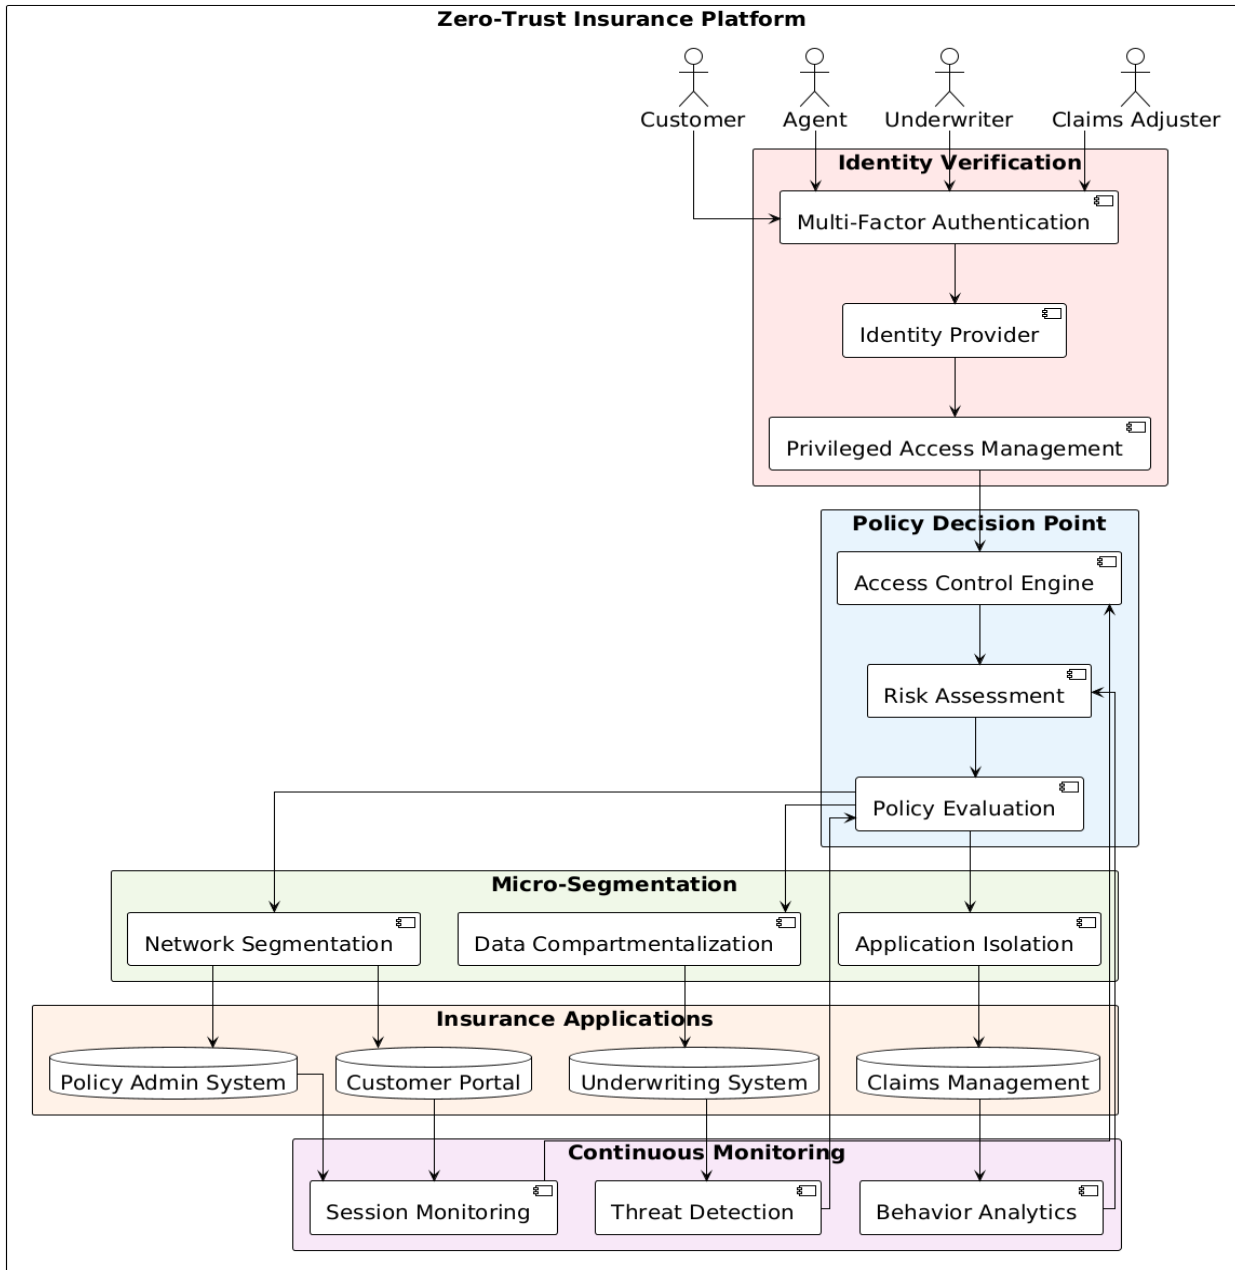 Zero-Trust Insurance Platform
Customer
Agent
Underwriter
Claims Adjuster
Identity Verification
Multi-Factor Authentication
Identity Provider
Privileged Access Management
Policy Decision Point
Access Control Engine
Risk Assessment
Policy Evaluation
Micro-Segmentation
Network Segmentation
Data Compartmentalization
Application Isolation
Insurance Applications
Policy Admin System
Customer Portal
Underwriting System
Claims Management
Continuous Monitoring
Session Monitoring
Threat Detection
Behavior Analytics